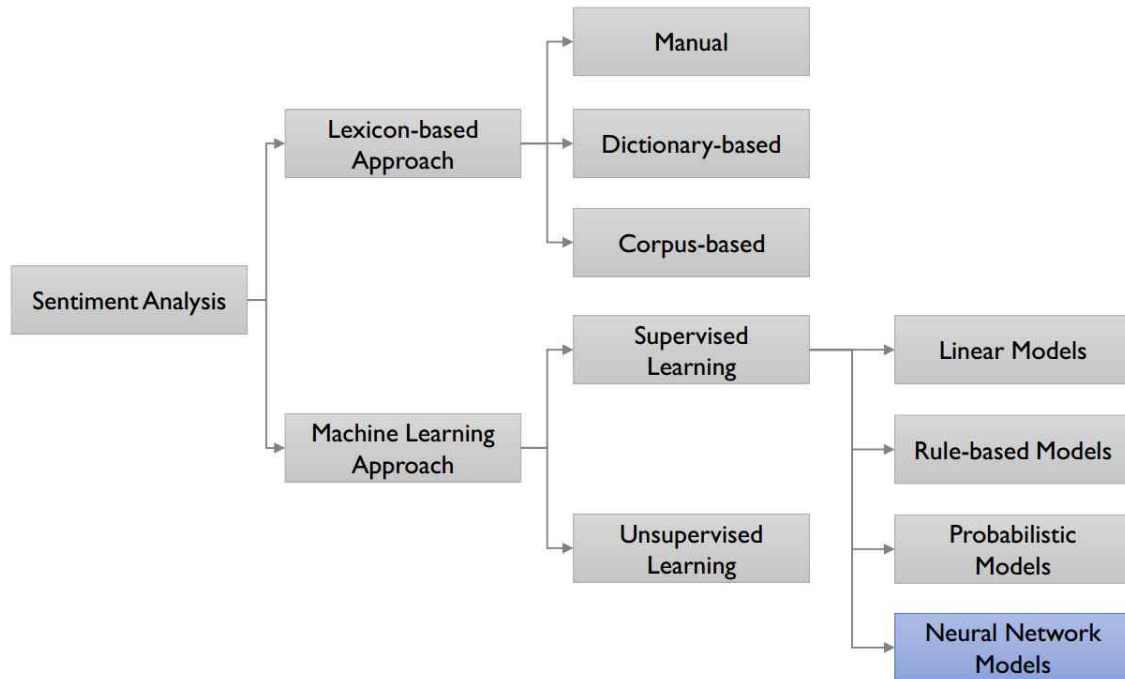 Manual
Lexicon-based
Approach
Dictionary-based
Corpus-based
Sentiment Analysis
Supervised
Learning
Linear Models
Machine Learning
Approach
Rule-based Models
Unsupervised
Learning
Probabilistic
Models
Neural Network
Models